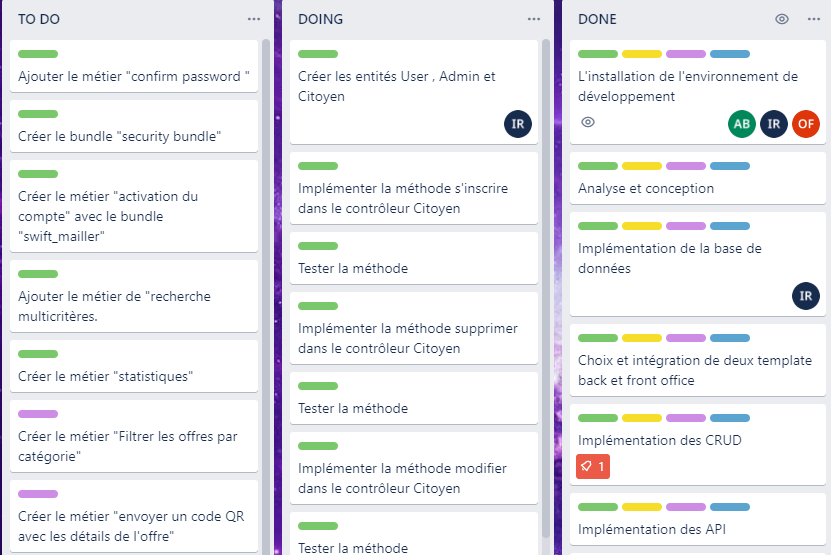 TO DO
Ajouter le métier "confirm password "
Créer le bundle "security bundle"
Créer le métier "activation du
compte" avec le bundle
"swift_mailler"
Ajouter le métier de "recherche
multicritères.
Créer le métier "statistiques"
Créer le métier "Filtrer les offres par
catégorie"
Créer le métier "envoyer un code QR
avec les détails de l'offre"
DOING
Créer les entités User , Admin et
Citoyen
IR
Implémenter la méthode s'inscrire
dans le contrôleur Citoyen
Tester la méthode
Implémenter la méthode supprimer
dans le contrôleur Citoyen
Tester la méthode
Implémenter la méthode modifier
dans le contrôleur Citoyen
Tester la méthode
DONE
L'installation de l'environnement de
développement
AB IR OF
Analyse et conception
Implémentation de la base de
données
IR
Choix et intégration de deux template
back et front office
Implémentation des CRUD
1
Implémentation des API